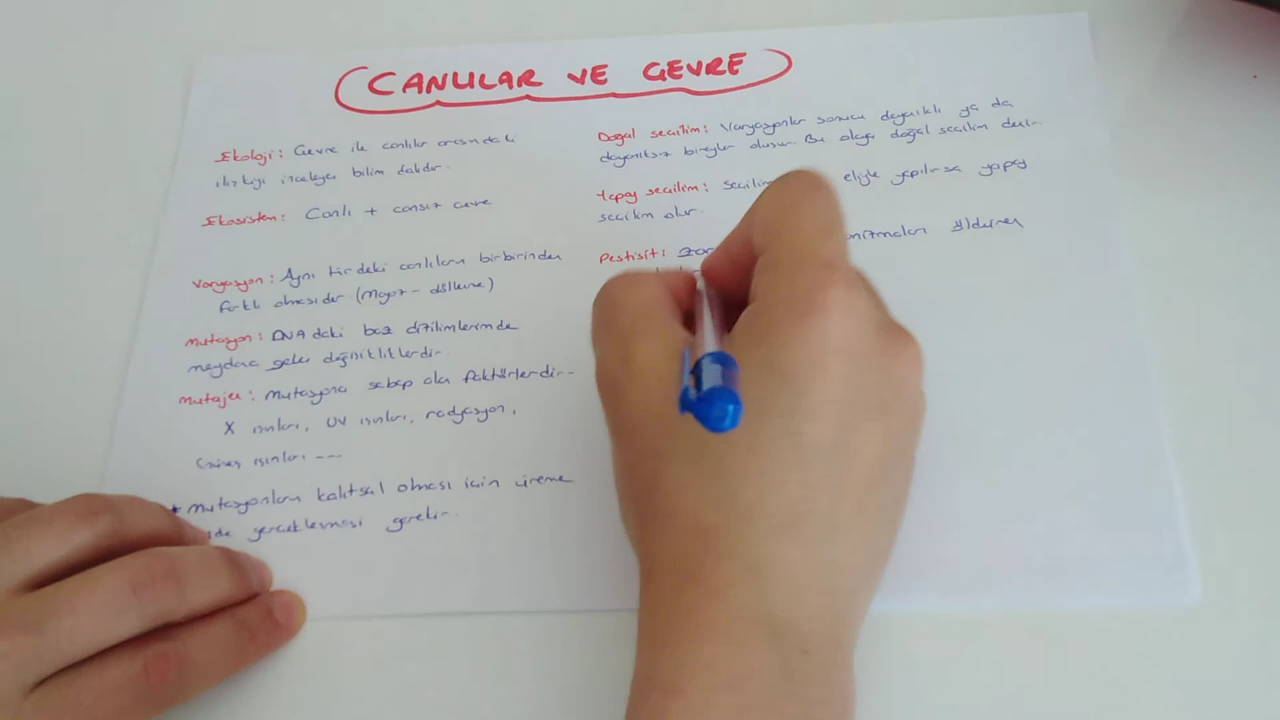 CANLILAR VE ÇEVRE
Ekoloji: Çevre ile canlılar arasındaki
ilişkiyi inceleyen bilim dalıdır.
Ekosistem: Canlı + cansız çevre
Varyasyon: Aynı türdeki canlıların birbirinden
farklı olmasıdır (Mayoz - döllenme)
Mutasyon: DNA daki baz dizilimlerinde
meydana gelen değişikliklerdir.
Mutajen: Mutasyona sebep olan faktörlerdir.
X ışınları, UV ışınları, radyasyon,
Güneş ışınları ---
* Mutasyonların kalıtsal olması için üreme
gerçekleşmesi gerekir.
Doğal seçilim: Varyasyonlar sonucu dayanıklı ya da
dayanıksız bireyler oluşur. Bu olaya doğal seçilim denir.
Yapay seçilim: Seçilim eliyle yapılırsa yapay
seçilim olur.
Pestisit: